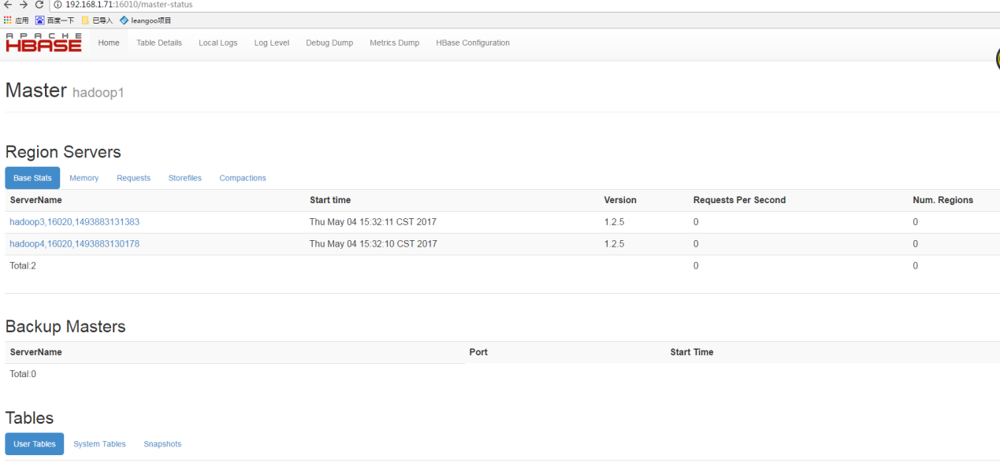 192.168.1.71:16010/master-status
应用 百度一下 已导入 leangoo项目
APACHE
HBASE Home Table Details Local Logs Log Level Debug Dump Metrics Dump HBase Configuration
Master hadoop1
Region Servers
Base Stats Memory Requests Storefiles Compactions
ServerName Start time Version Requests Per Second Num. Regions
hadoop3,16020,1493883131383 Thu May 04 15:32:11 CST 2017 1.2.5 0 0
hadoop4,16020,1493883130178 Thu May 04 15:32:10 CST 2017 1.2.5 0 0
Total:2 0 0
Backup Masters
ServerName Port Start Time
Total:0
Tables
User Tables System Tables Snapshots